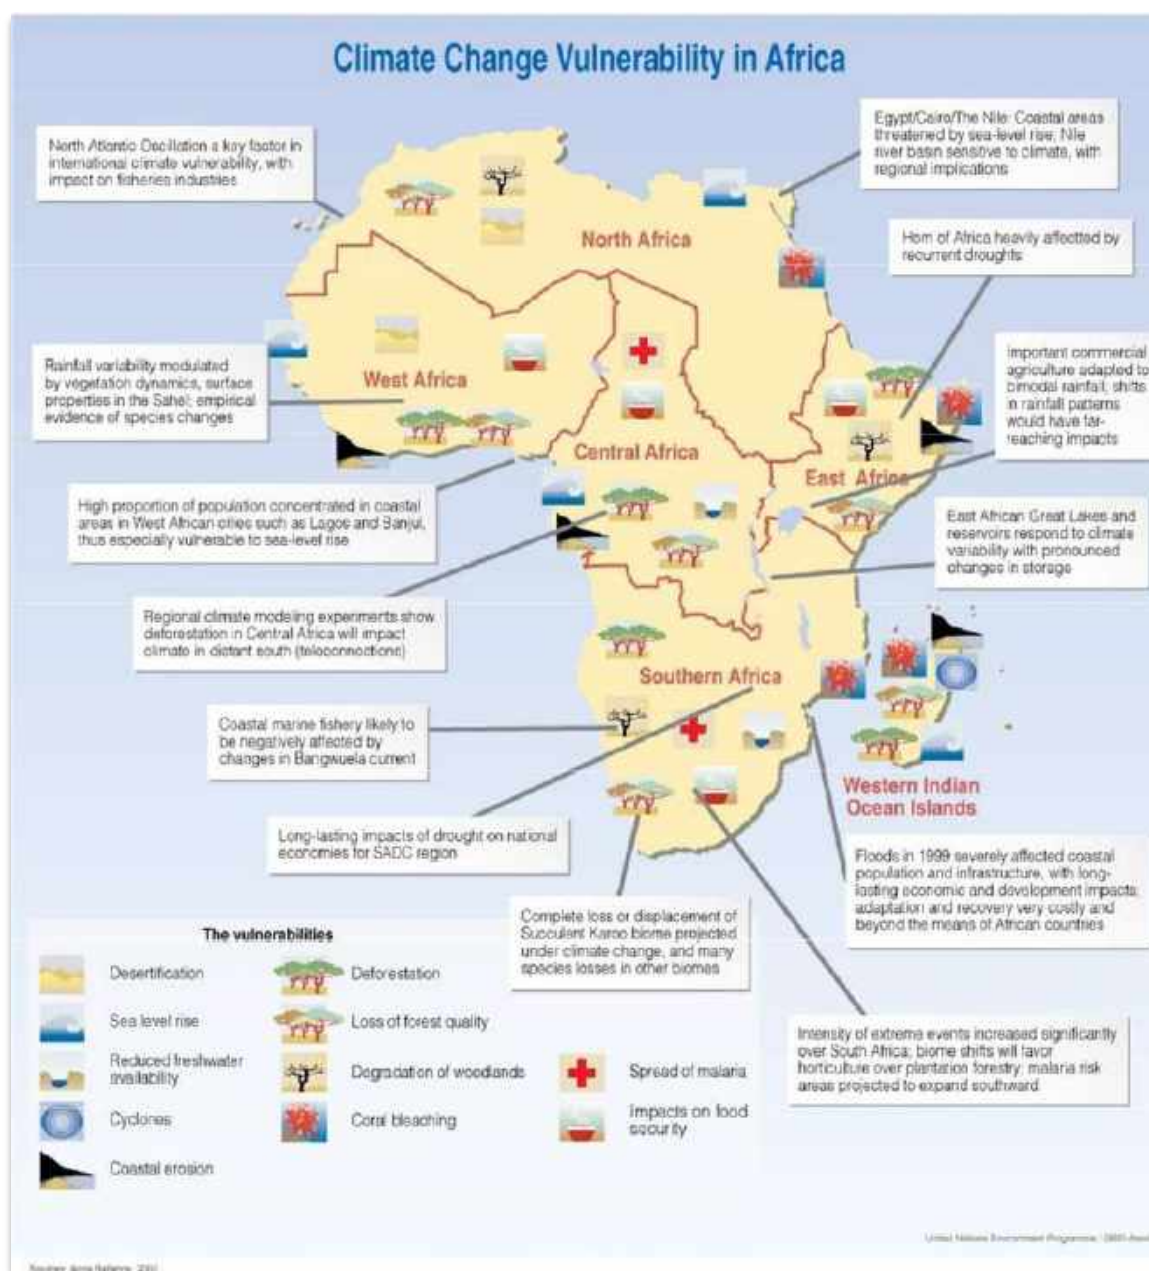 Climate Change Vulnerability in Africa
North Atlantic Oscillation a key factor in
international climate vulnerability, with
impact on fisheries industries
Egypt/Cairo/The Nile: Coastal areas
threatened by sea-level rise; Nile
river basin sensitive to climate, with
regional implications
North Africa
Horn of Africa heavily affectted by
recurrent droughts
Rainfall variability modulated
by vegetation dynamics, surface
properties in the Sahel; empirical
evidence of species changes
West Africa
Important commercial
agriculture adapted to
bimodal rainfall; shifts
in rainfall patterns
would have far-
reaching impacts
Central Africa
East Africa
High proportion of population concentrated in coastal
areas in West African cities such as Lagos and Banjul,
thus especially vulnerable to sea-level rise
East African Great Lakes and
reservoirs respond to climate
variability with pronounced
changes in storage
Regional climate modeling experiments show
deforestation in Central Africa will impact
climate in distant south (teleconnections)
Southern Africa
Coastal marine fishery likely to
be negatively affected by
changes in Bangwuela current
Western Indian
Ocean Islands
Long-lasting impacts of drought on national
economies for SADC region
Floods in 1999 severely affected coastal
population and infrastructure, with long-
lasting economic and development impacts;
adaptation and recovery very costly and
beyond the means of African countries
Complete loss or displacement of
Succulent Karoo biome projected
under climate change, and many
species losses in other biomes
Intensity of extreme events increased significantly
over South Africa; biome shifts will favor
horticulture over plantation forestry; malaria risk
areas projected to expand southward
The vulnerabilities
Desertification
Sea level rise
Reduced freshwater
availability
Cyclones
Coastal erosion
Deforestation
Loss of forest quality
Degradation of woodlands
Coral bleaching
Spread of malaria
Impacts on food
security
United Nations Environment Programme